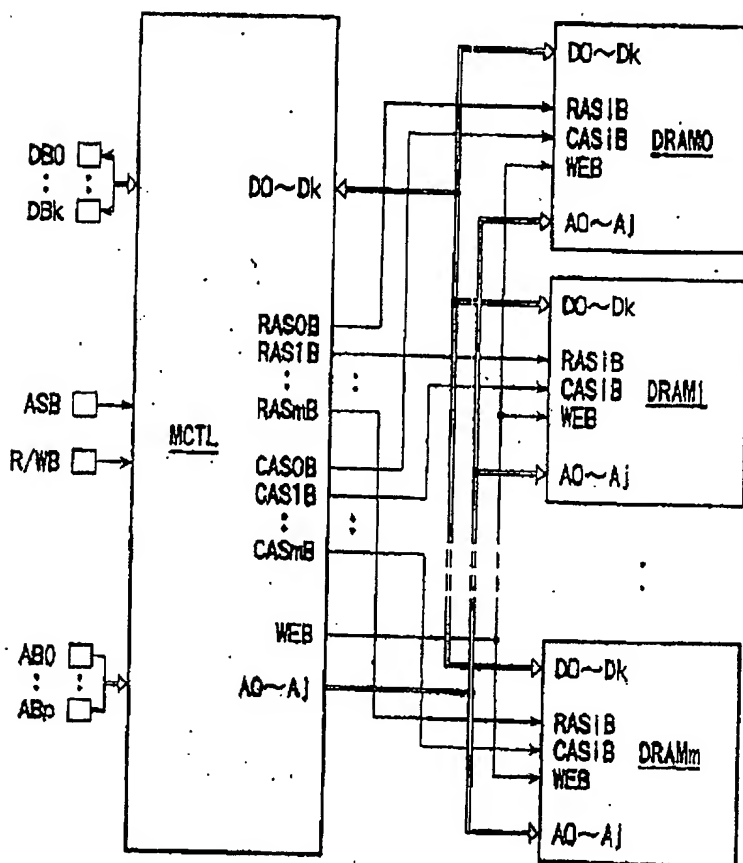 DB0
:
DBk
ASB
R/WB
AB0
:
ABp
MCTL
D0~Dk
RAS0B
RAS1B
:
RASmB
CAS0B
CAS1B
:
CASmB
WEB
A0~Aj
D0~Dk
RASiB
CASiB
WEB
A0~Aj
DRAM0
D0~Dk
RASiB
CASiB
WEB
A0~Aj
DRAM1
:
D0~Dk
RASiB
CASiB
WEB
A0~Aj
DRAMm